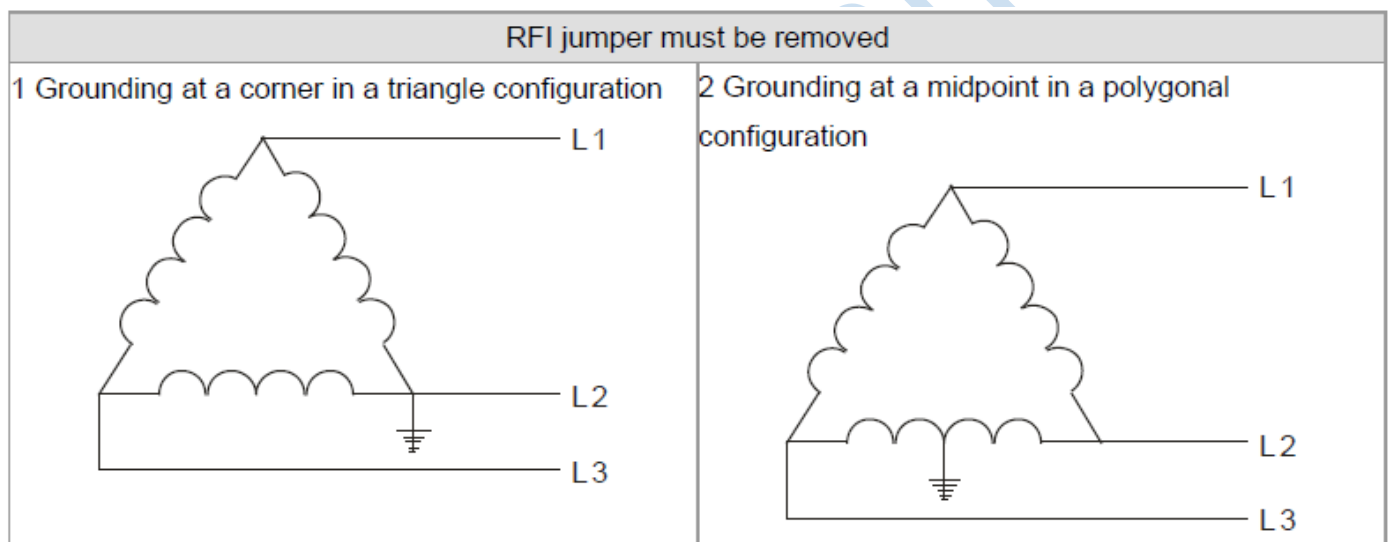 RFI jumper must be removed
1 Grounding at a corner in a triangle configuration
L1
L2
L3
2 Grounding at a midpoint in a polygonal
configuration
L1
L2
L3